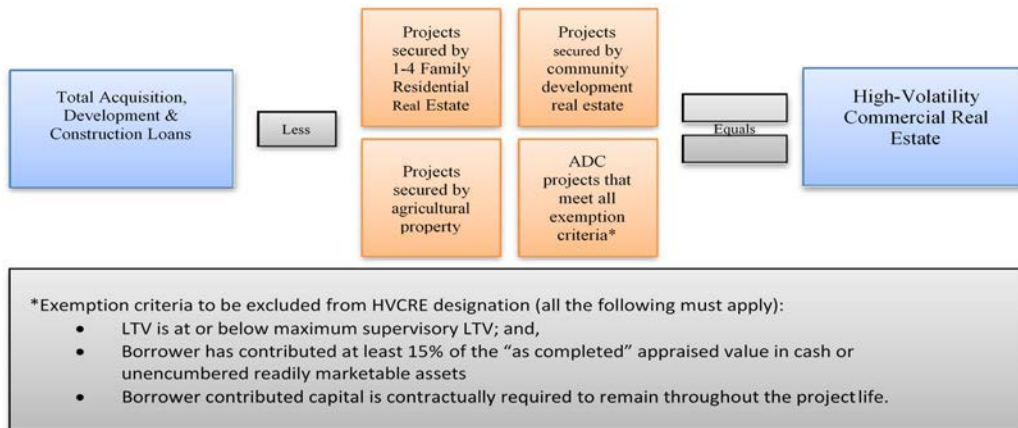 Total Acquisition,
Development &
Construction Loans
Less
Projects
secured by
1-4 Family
Residential
Real Estate
Projects
secured by
community
development
real estate
Projects
secured by
agricultural
property
ADC
projects that
meet all
exemption
criteria*
Equals
High-Volatility
Commercial Real
Estate
*Exemption criteria to be excluded from HVCRE designation (all the following must apply):
• LTV is at or below maximum supervisory LTV; and,
• Borrower has contributed at least 15% of the “as completed” appraised value in cash or
unencumbered readily marketable assets
• Borrower contributed capital is contractually required to remain throughout the project life.